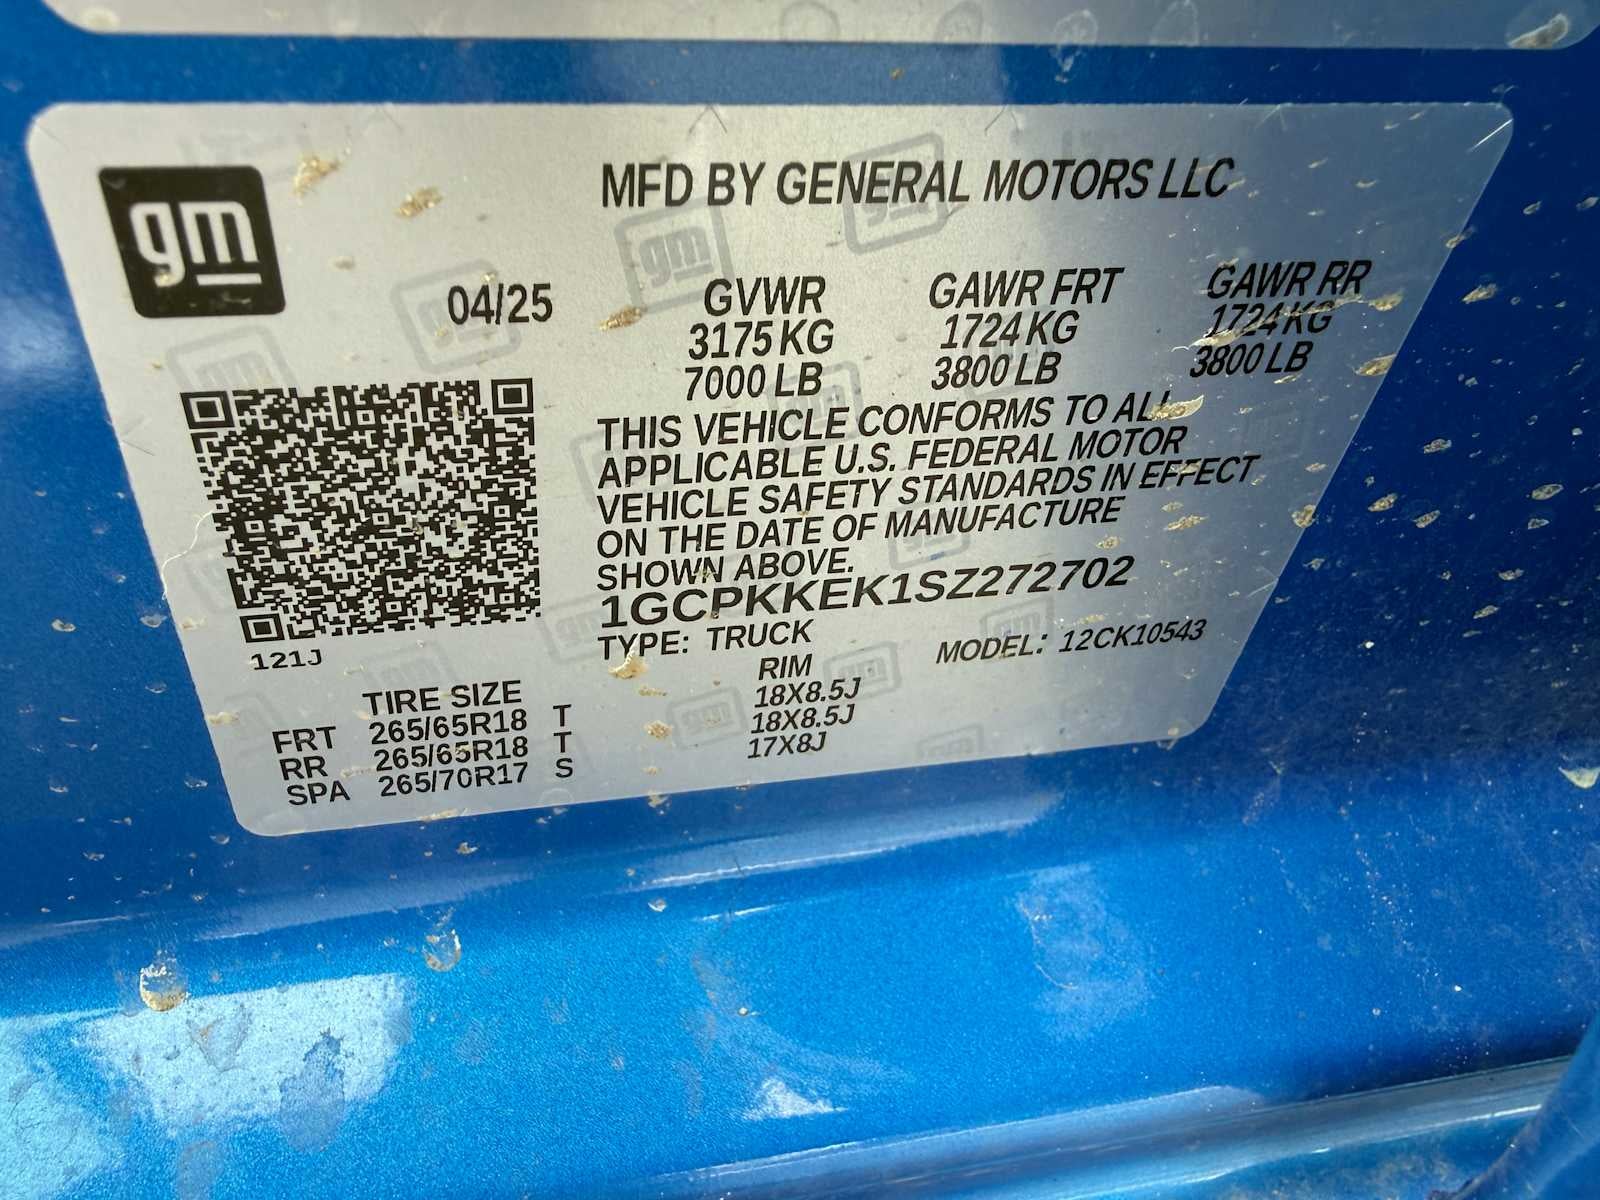 gm
MFD BY GENERAL MOTORS LLC
04/25
GVWR GAWR FRT GAWR RR
3175 KG 1724 KG 1724 KG
7000 LB 3800 LB 3800 LB
THIS VEHICLE CONFORMS TO ALL
APPLICABLE U.S. FEDERAL MOTOR
VEHICLE SAFETY STANDARDS IN EFFECT
ON THE DATE OF MANUFACTURE
SHOWN ABOVE.
1GCPKKEK1SZ272702
TYPE: TRUCK MODEL: 12CK10543
121J
TIRE SIZE RIM
FRT 265/65R18 T 18X8.5J
RR 265/65R18 T 18X8.5J
SPA 265/70R17 S 17X8J